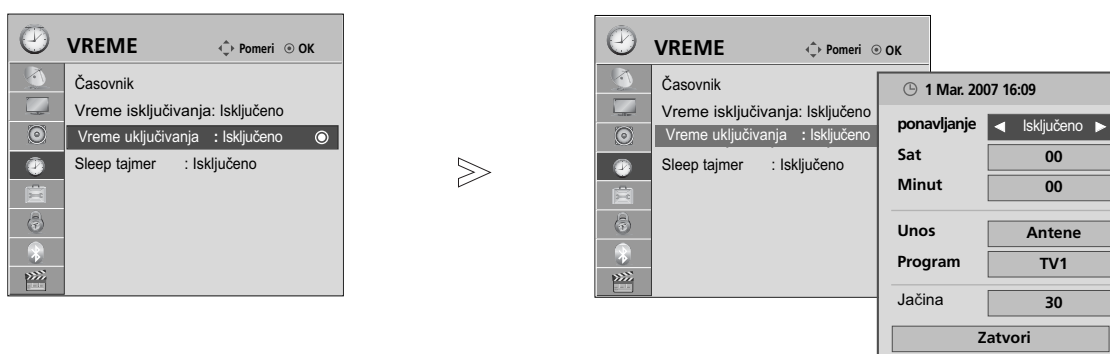 VREME Pomeri OK
Časovnik
Vreme isključivanja: Isključeno
Vreme uključivanja : Isključeno
Sleep tajmer : Isključeno
VREME Pomeri OK
Časovnik
Vreme isključivanja: Isključeno
Vreme uključivanja : Isključeno
Sleep tajmer : Isključeno
1 Mar. 2007 16:09
ponavljanje ◀ Isključeno ▶
Sat 00
Minut 00
Unos Antene
Program TV1
Jačina 30
Zatvori